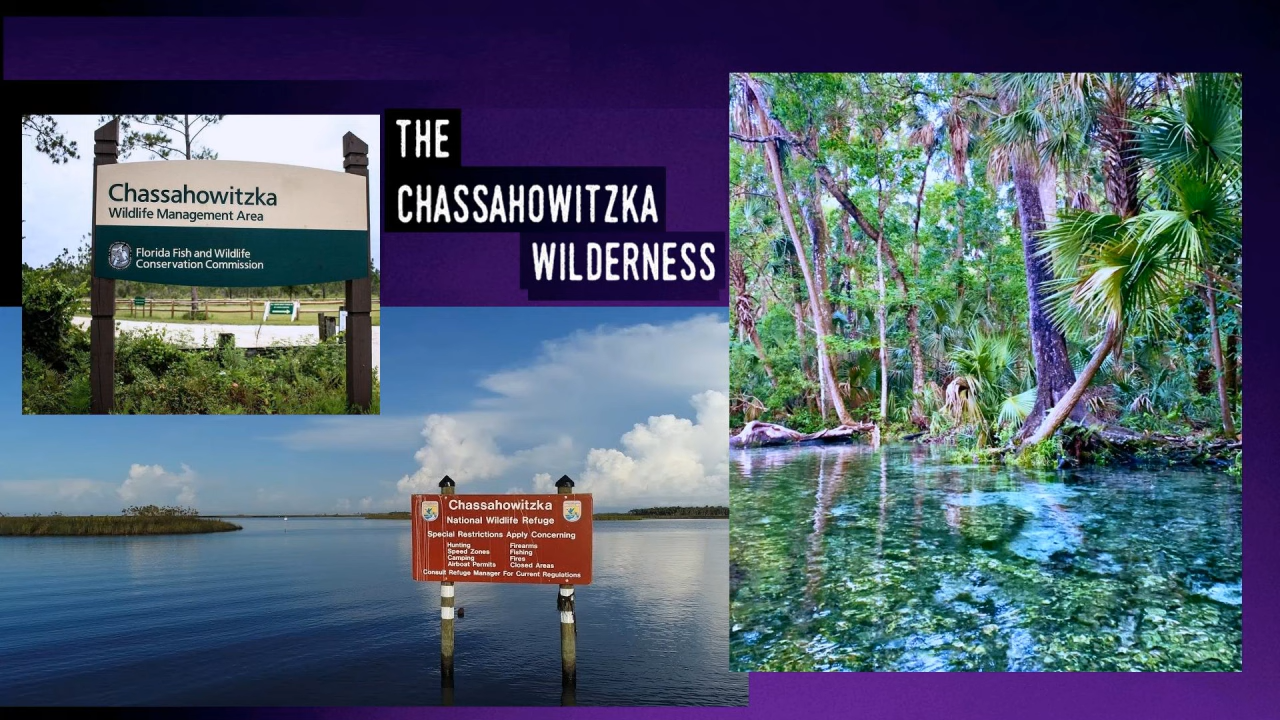 THE
CHASSAHOWITZKA
WILDERNESS
Chassahowitzka
Wildlife Management Area
Florida Fish and Wildlife
Conservation Commission
Chassahowitzka
National Wildlife Refuge
Special Restrictions Apply Concerning
Hunting Firearms
Speed Zones Fishing
Camping Fires
Airboat Permits Closed Areas
Consult Refuge Manager For Current Regulations